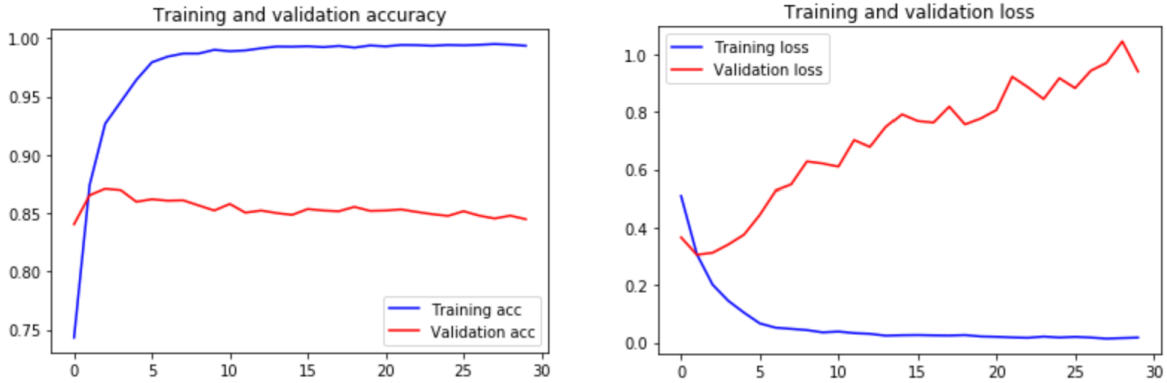 Training and validation accuracy
1.00
0.95
0.90
0.85
0.80
0.75
Training acc
Validation acc
0 5 10 15 20 25 30
Training and validation loss
Training loss
Validation loss
1.0
0.8
0.6
0.4
0.2
0.0
0 5 10 15 20 25 30